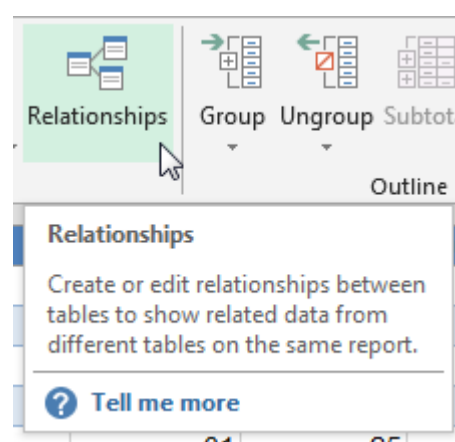 Relationships Group Ungroup Subtot
Outline
Relationships
Create or edit relationships between
tables to show related data from
different tables on the same report.
? Tell me more